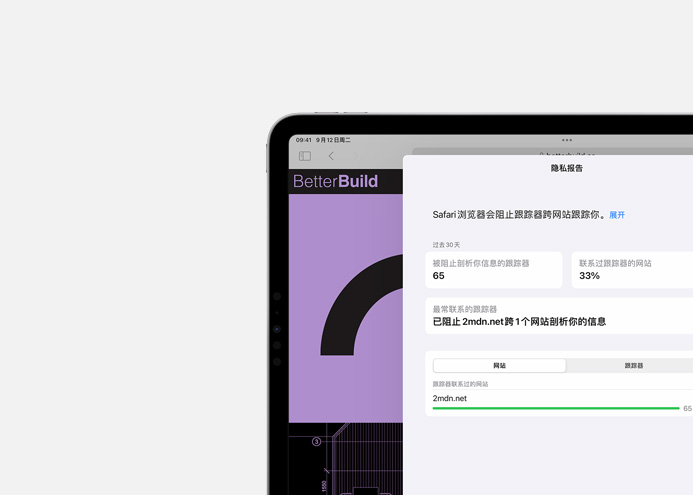 09:41 9月12日周二
BetterBuild
隐私报告
Safari 浏览器会阻止跟踪器跨网站跟踪你。展开
过去30天
被阻止剖析你信息的跟踪器
65
联系过跟踪器的网站
33%
最常联系的跟踪器
已阻止 2mdn.net 跨 1 个网站剖析你的信息
网站
跟踪器
跟踪器联系过的网站
2mdn.net
65
3
1550